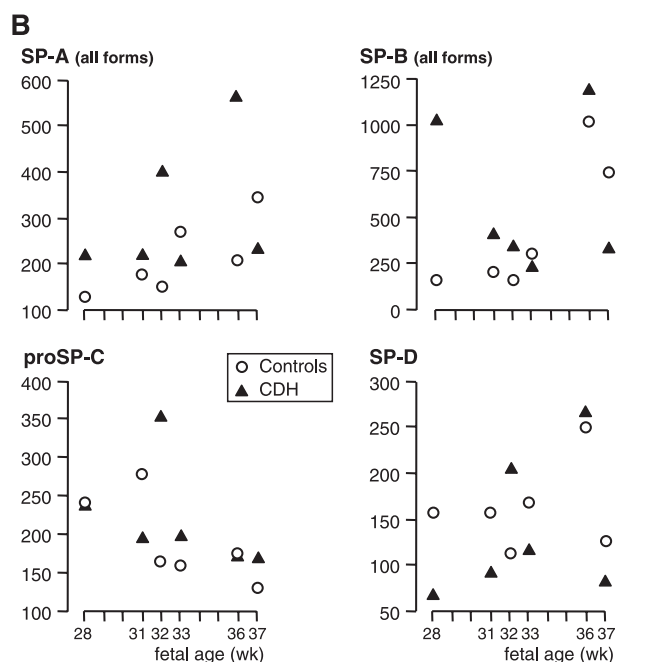 B
SP-A (all forms)
600
500
400
300
200
100
SP-B (all forms)
1250
1000
750
500
250
0
proSP-C
400
350
300
250
200
150
100
28 31 32 33 36 37
fetal age (wk)
Controls
CDH
SP-D
300
250
200
150
100
50
28 31 32 33 36 37
fetal age (wk)